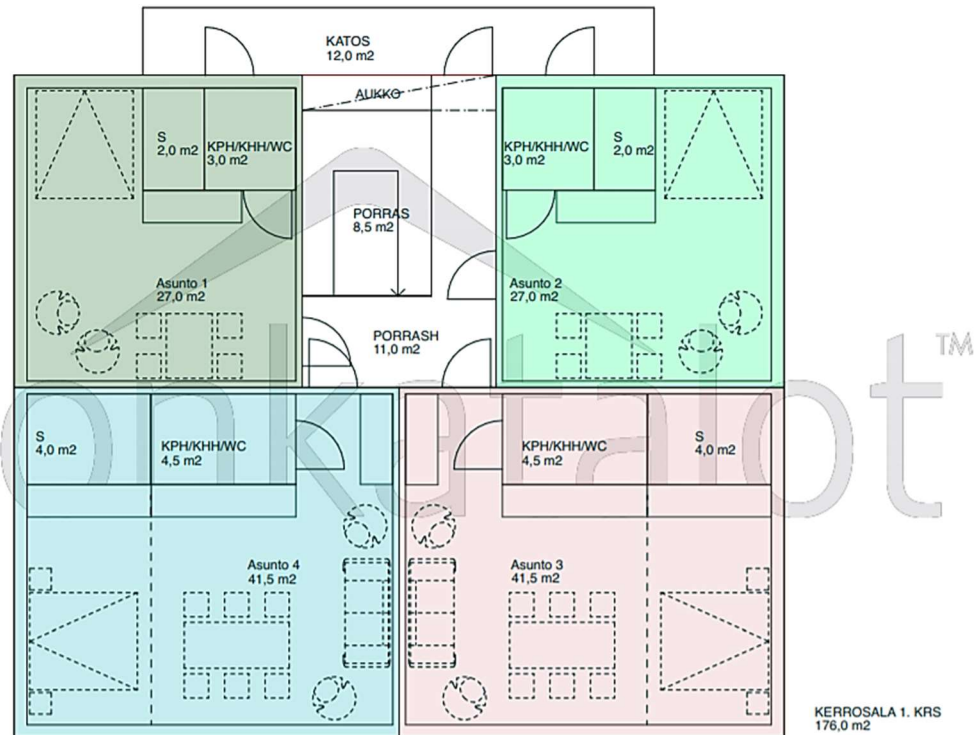 KATOS
12,0 m2
AUKKO
S
2,0 m2
KPH/KHH/WC
3,0 m2
KPH/KHH/WC
3,0 m2
S
2,0 m2
PORRAS
8,5 m2
Asunto 1
27,0 m2
Asunto 2
27,0 m2
PORRASH
11,0 m2
onkatalot™
S
4,0 m2
KPH/KHH/WC
4,5 m2
KPH/KHH/WC
4,5 m2
S
4,0 m2
Asunto 4
41,5 m2
Asunto 3
41,5 m2
KERROSALA 1. KRS
176,0 m2